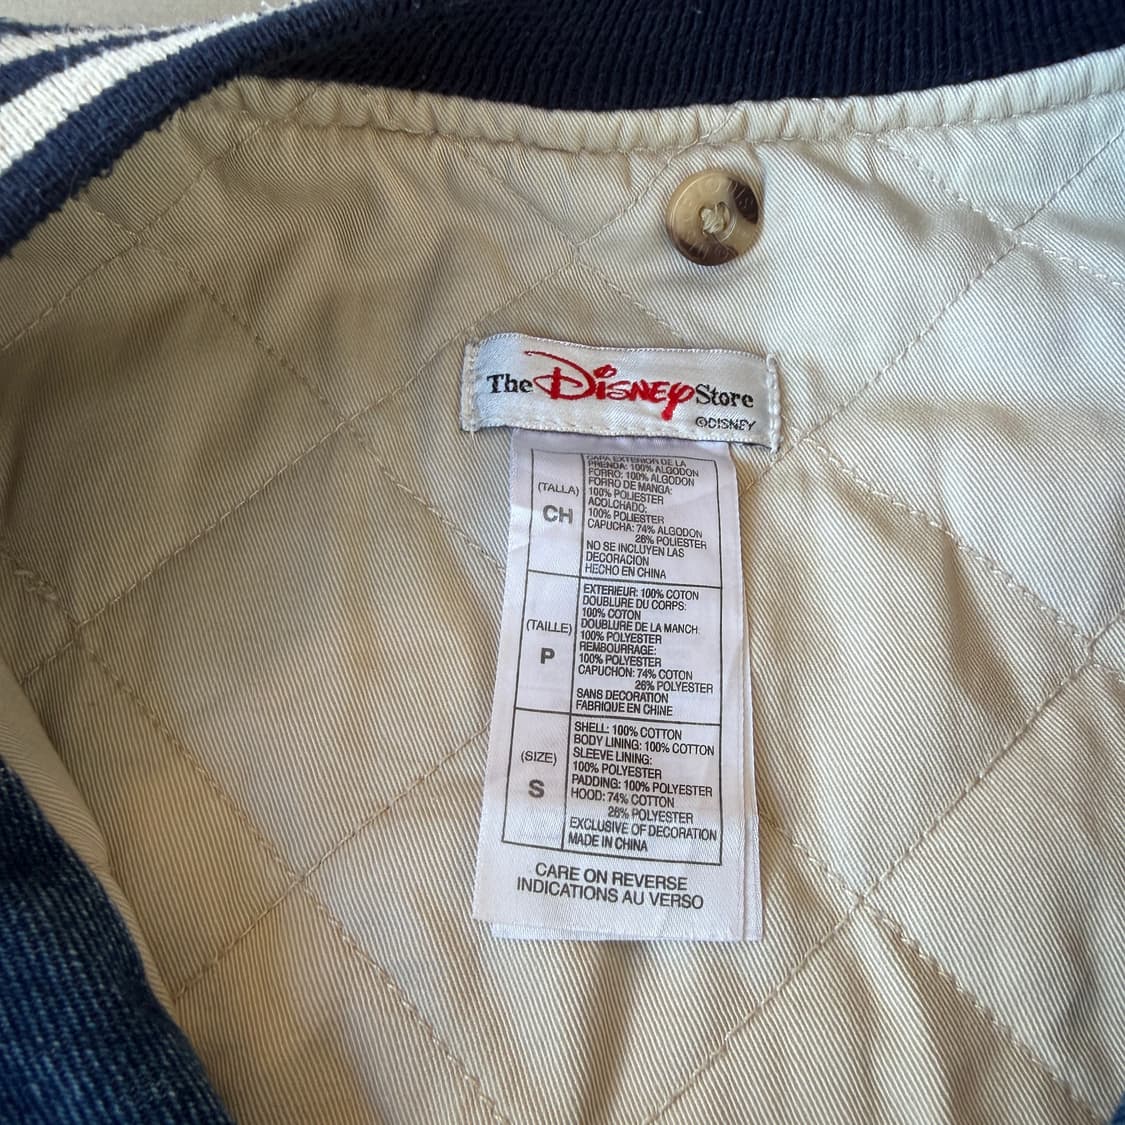 The Disney Store
©DISNEY
CAPA EXTERIOR DE LA
PRENDA: 100% ALGODON
FORRO: 100% ALGODON
FORRO DE MANGA:
100% POLIESTER
ACOLCHADO:
100% POLIESTER
CAPUCHA: 74% ALGODON
26% POLIESTER
NO SE INCLUYEN LAS
DECORACION
HECHO EN CHINA
(TALLA)
CH
EXTERIEUR: 100% COTON
DOUBLURE DU CORPS:
100% COTON
DOUBLURE DE LA MANCH:
100% POLYESTER
REMBOURRAGE:
100% POLYESTER
CAPUCHON: 74% COTON
26% POLYESTER
SANS DECORATION
FABRIQUE EN CHINE
(TAILLE)
P
SHELL: 100% COTTON
BODY LINING: 100% COTTON
SLEEVE LINING:
100% POLYESTER
PADDING: 100% POLYESTER
HOOD: 74% COTTON
26% POLYESTER
EXCLUSIVE OF DECORATION
MADE IN CHINA
(SIZE)
S
CARE ON REVERSE
INDICATIONS AU VERSO